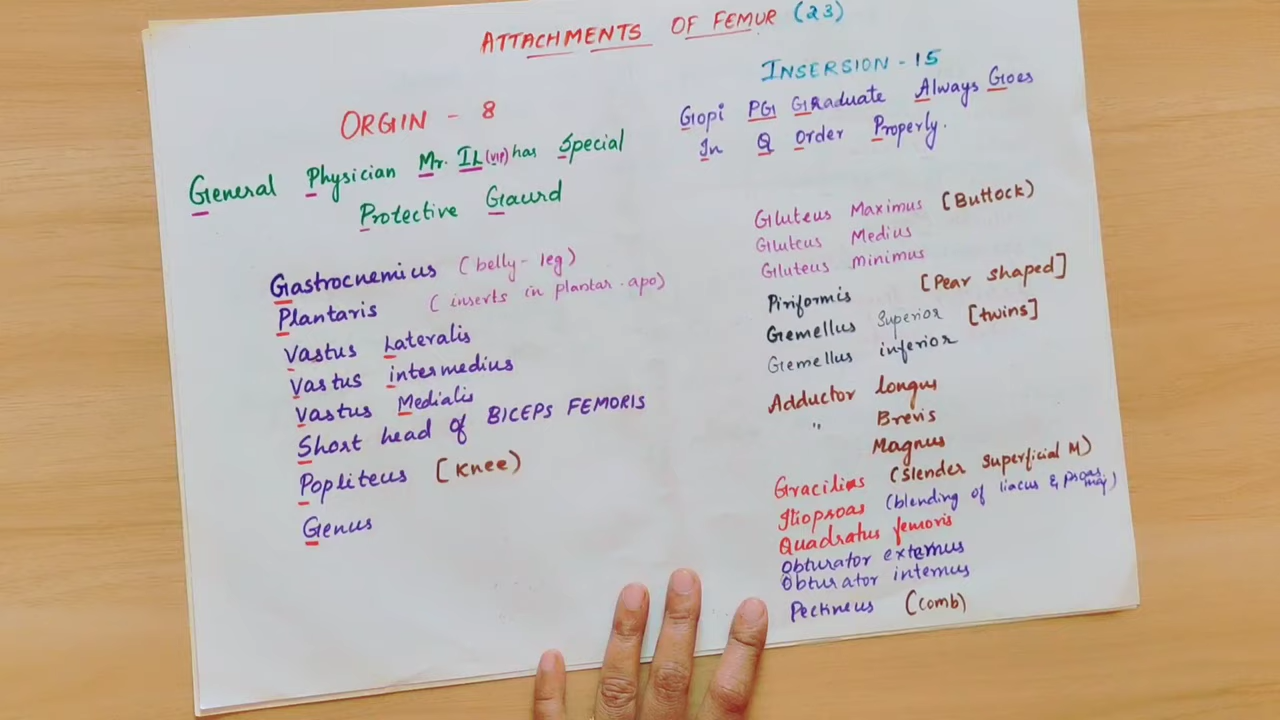 ATTACHMENTS OF FEMUR (23)
ORGIN - 8
General Physician Mr. IL (VIP) has Special
Protective Gaurd
Gastrocnemius (belly-leg)
Plantaris (inserts in plantar.apo)
Vastus Lateralis
Vastus intermedius
Vastus Medialis
Short head of BICEPS FEMORIS
Popliteus [Knee)
Genus
INSERSION - 15
Gopi PG GRaduate Always Goes
In Q Order Properly.
Gluteus Maximus [Buttock)
Gluteus Medius
Gluteus minimus
Piriformis [Pear shaped]
Gemellus Superior [twins]
Gemellus inferior
Adductor longus
" Brevis
Magnus
Gracilis (Slender superficial M)
Iliopsoas (blending of liacus & psoas maj)
Quadratus femoris
Obturator externus
Obturator internus
Pectineus (comb)